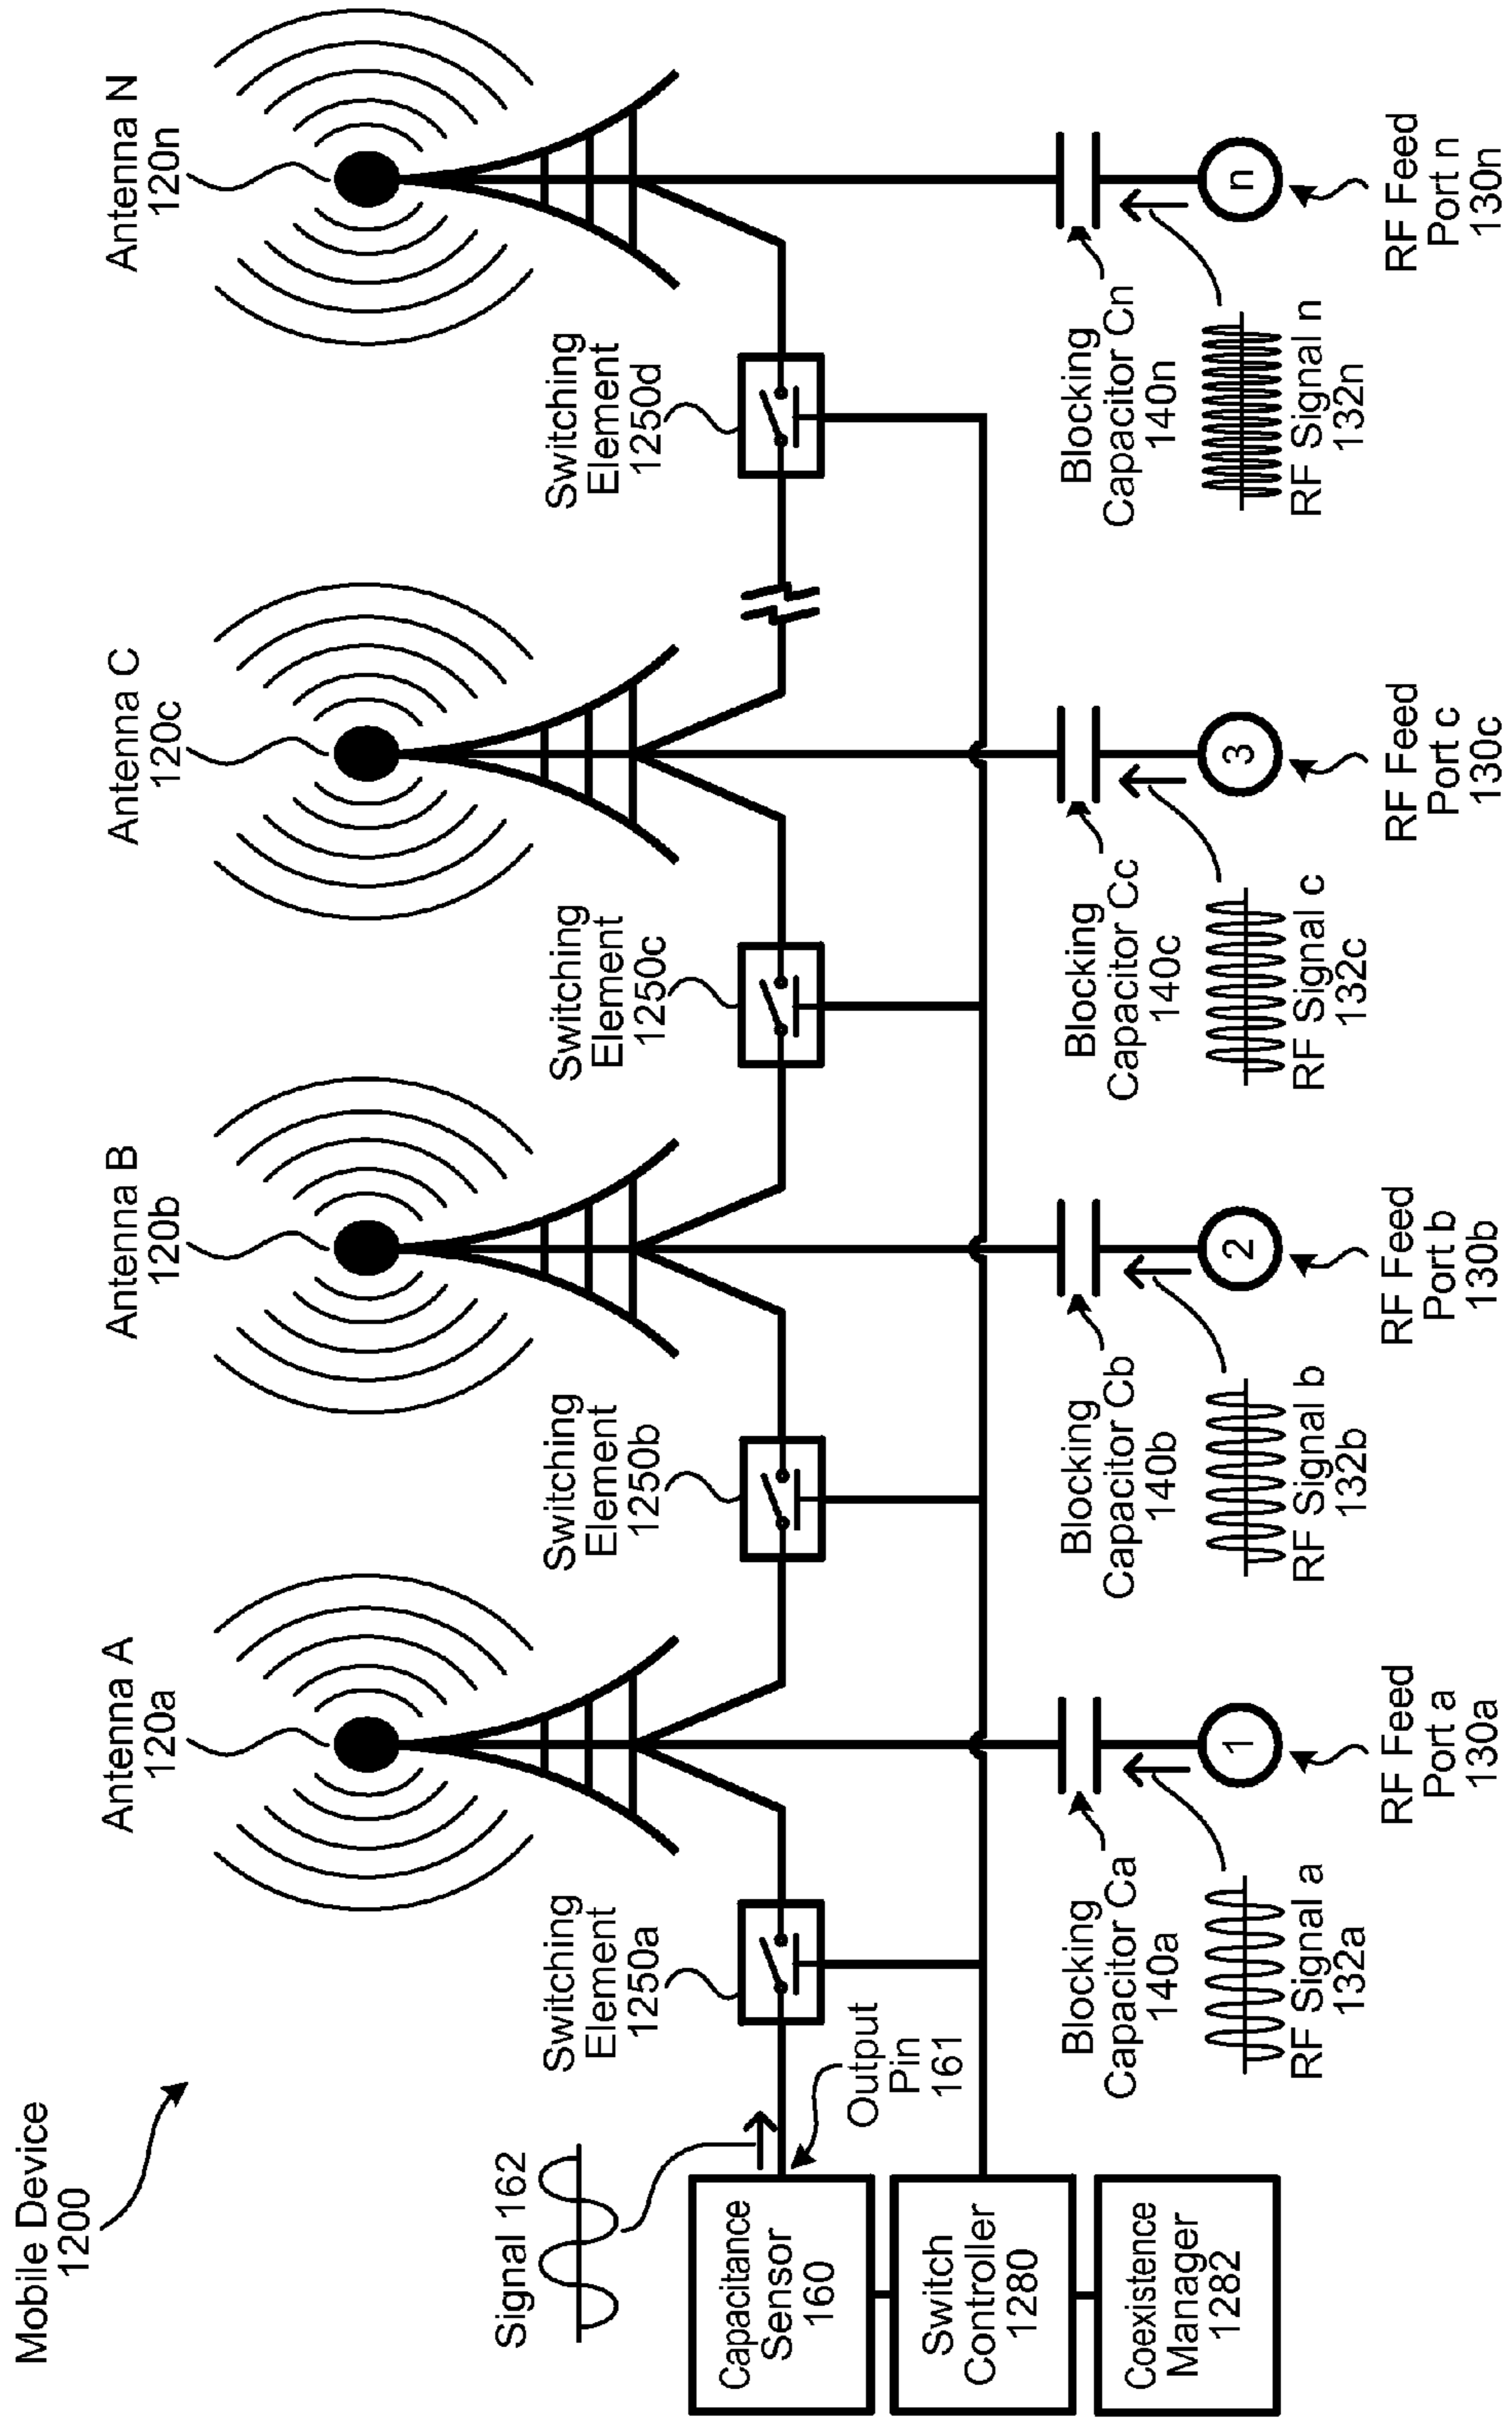 Mobile Device
1200
Antenna A
120a
Antenna B
120b
Antenna C
120c
Antenna N
120n
Signal 162
Switching
Element
1250a
Switching
Element
1250b
Switching
Element
1250c
Switching
Element
1250d
Capacitance
Sensor
160
Output
Pin
161
Switch
Controller
1280
Coexistence
Manager
1282
Blocking
Capacitor Ca
140a
Blocking
Capacitor Cb
140b
Blocking
Capacitor Cc
140c
Blocking
Capacitor Cn
140n
RF Signal a
132a
1
RF Signal b
132b
2
RF Signal c
132c
3
RF Signal n
132n
n
RF Feed
Port a
130a
RF Feed
Port b
130b
RF Feed
Port c
130c
RF Feed
Port n
130n